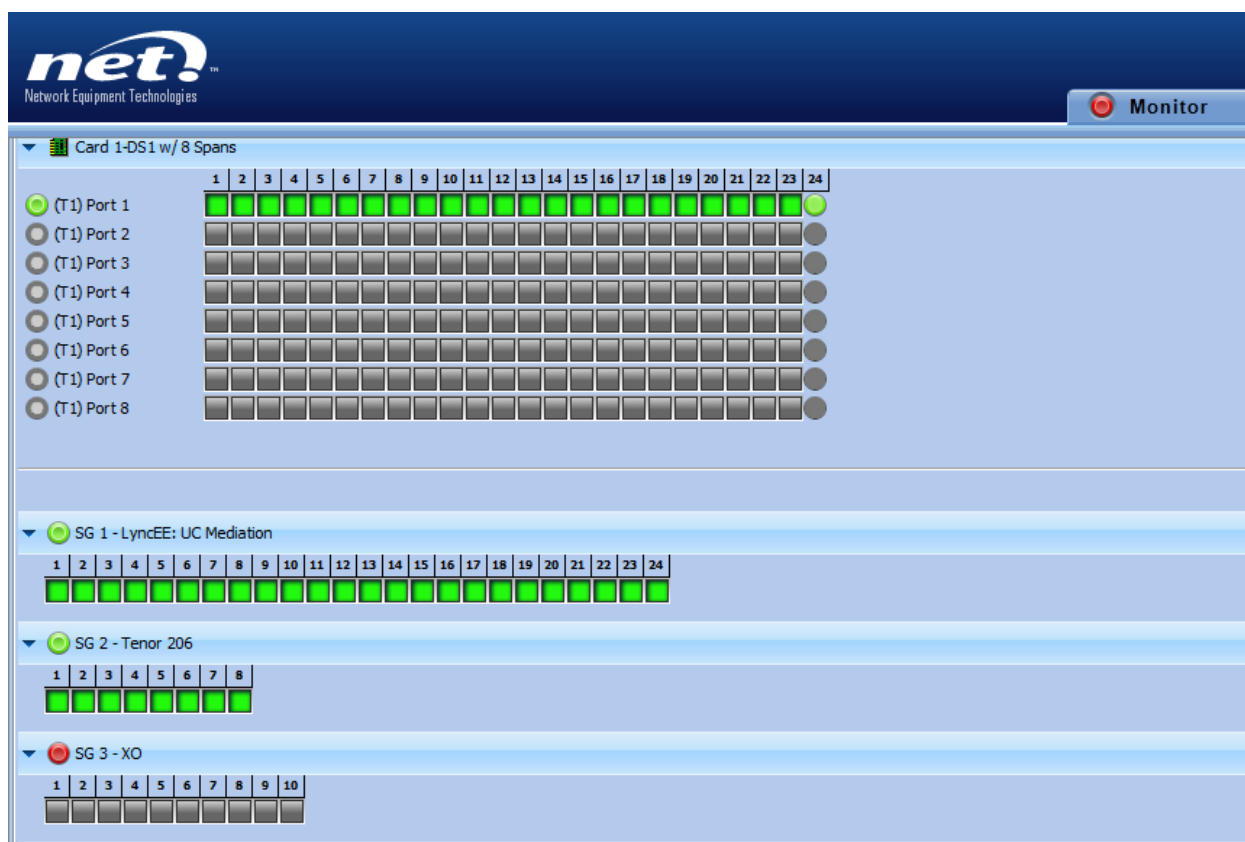 net!™
Network Equipment Technologies
Monitor
Card 1-DS1 w/ 8 Spans
1 2 3 4 5 6 7 8 9 10 11 12 13 14 15 16 17 18 19 20 21 22 23 24
(T1) Port 1
(T1) Port 2
(T1) Port 3
(T1) Port 4
(T1) Port 5
(T1) Port 6
(T1) Port 7
(T1) Port 8
SG 1 - LyncEE: UC Mediation
1 2 3 4 5 6 7 8 9 10 11 12 13 14 15 16 17 18 19 20 21 22 23 24
SG 2 - Tenor 206
1 2 3 4 5 6 7 8
SG 3 - XO
1 2 3 4 5 6 7 8 9 10